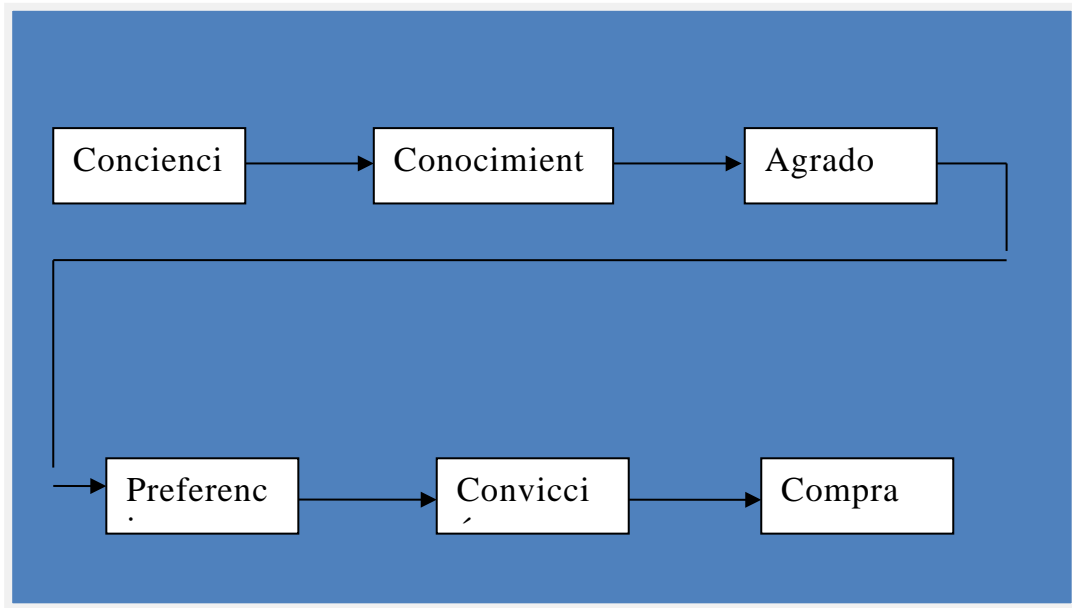 Concienci
Conocimient
Agrado
Preferenc
Convicci
Compra